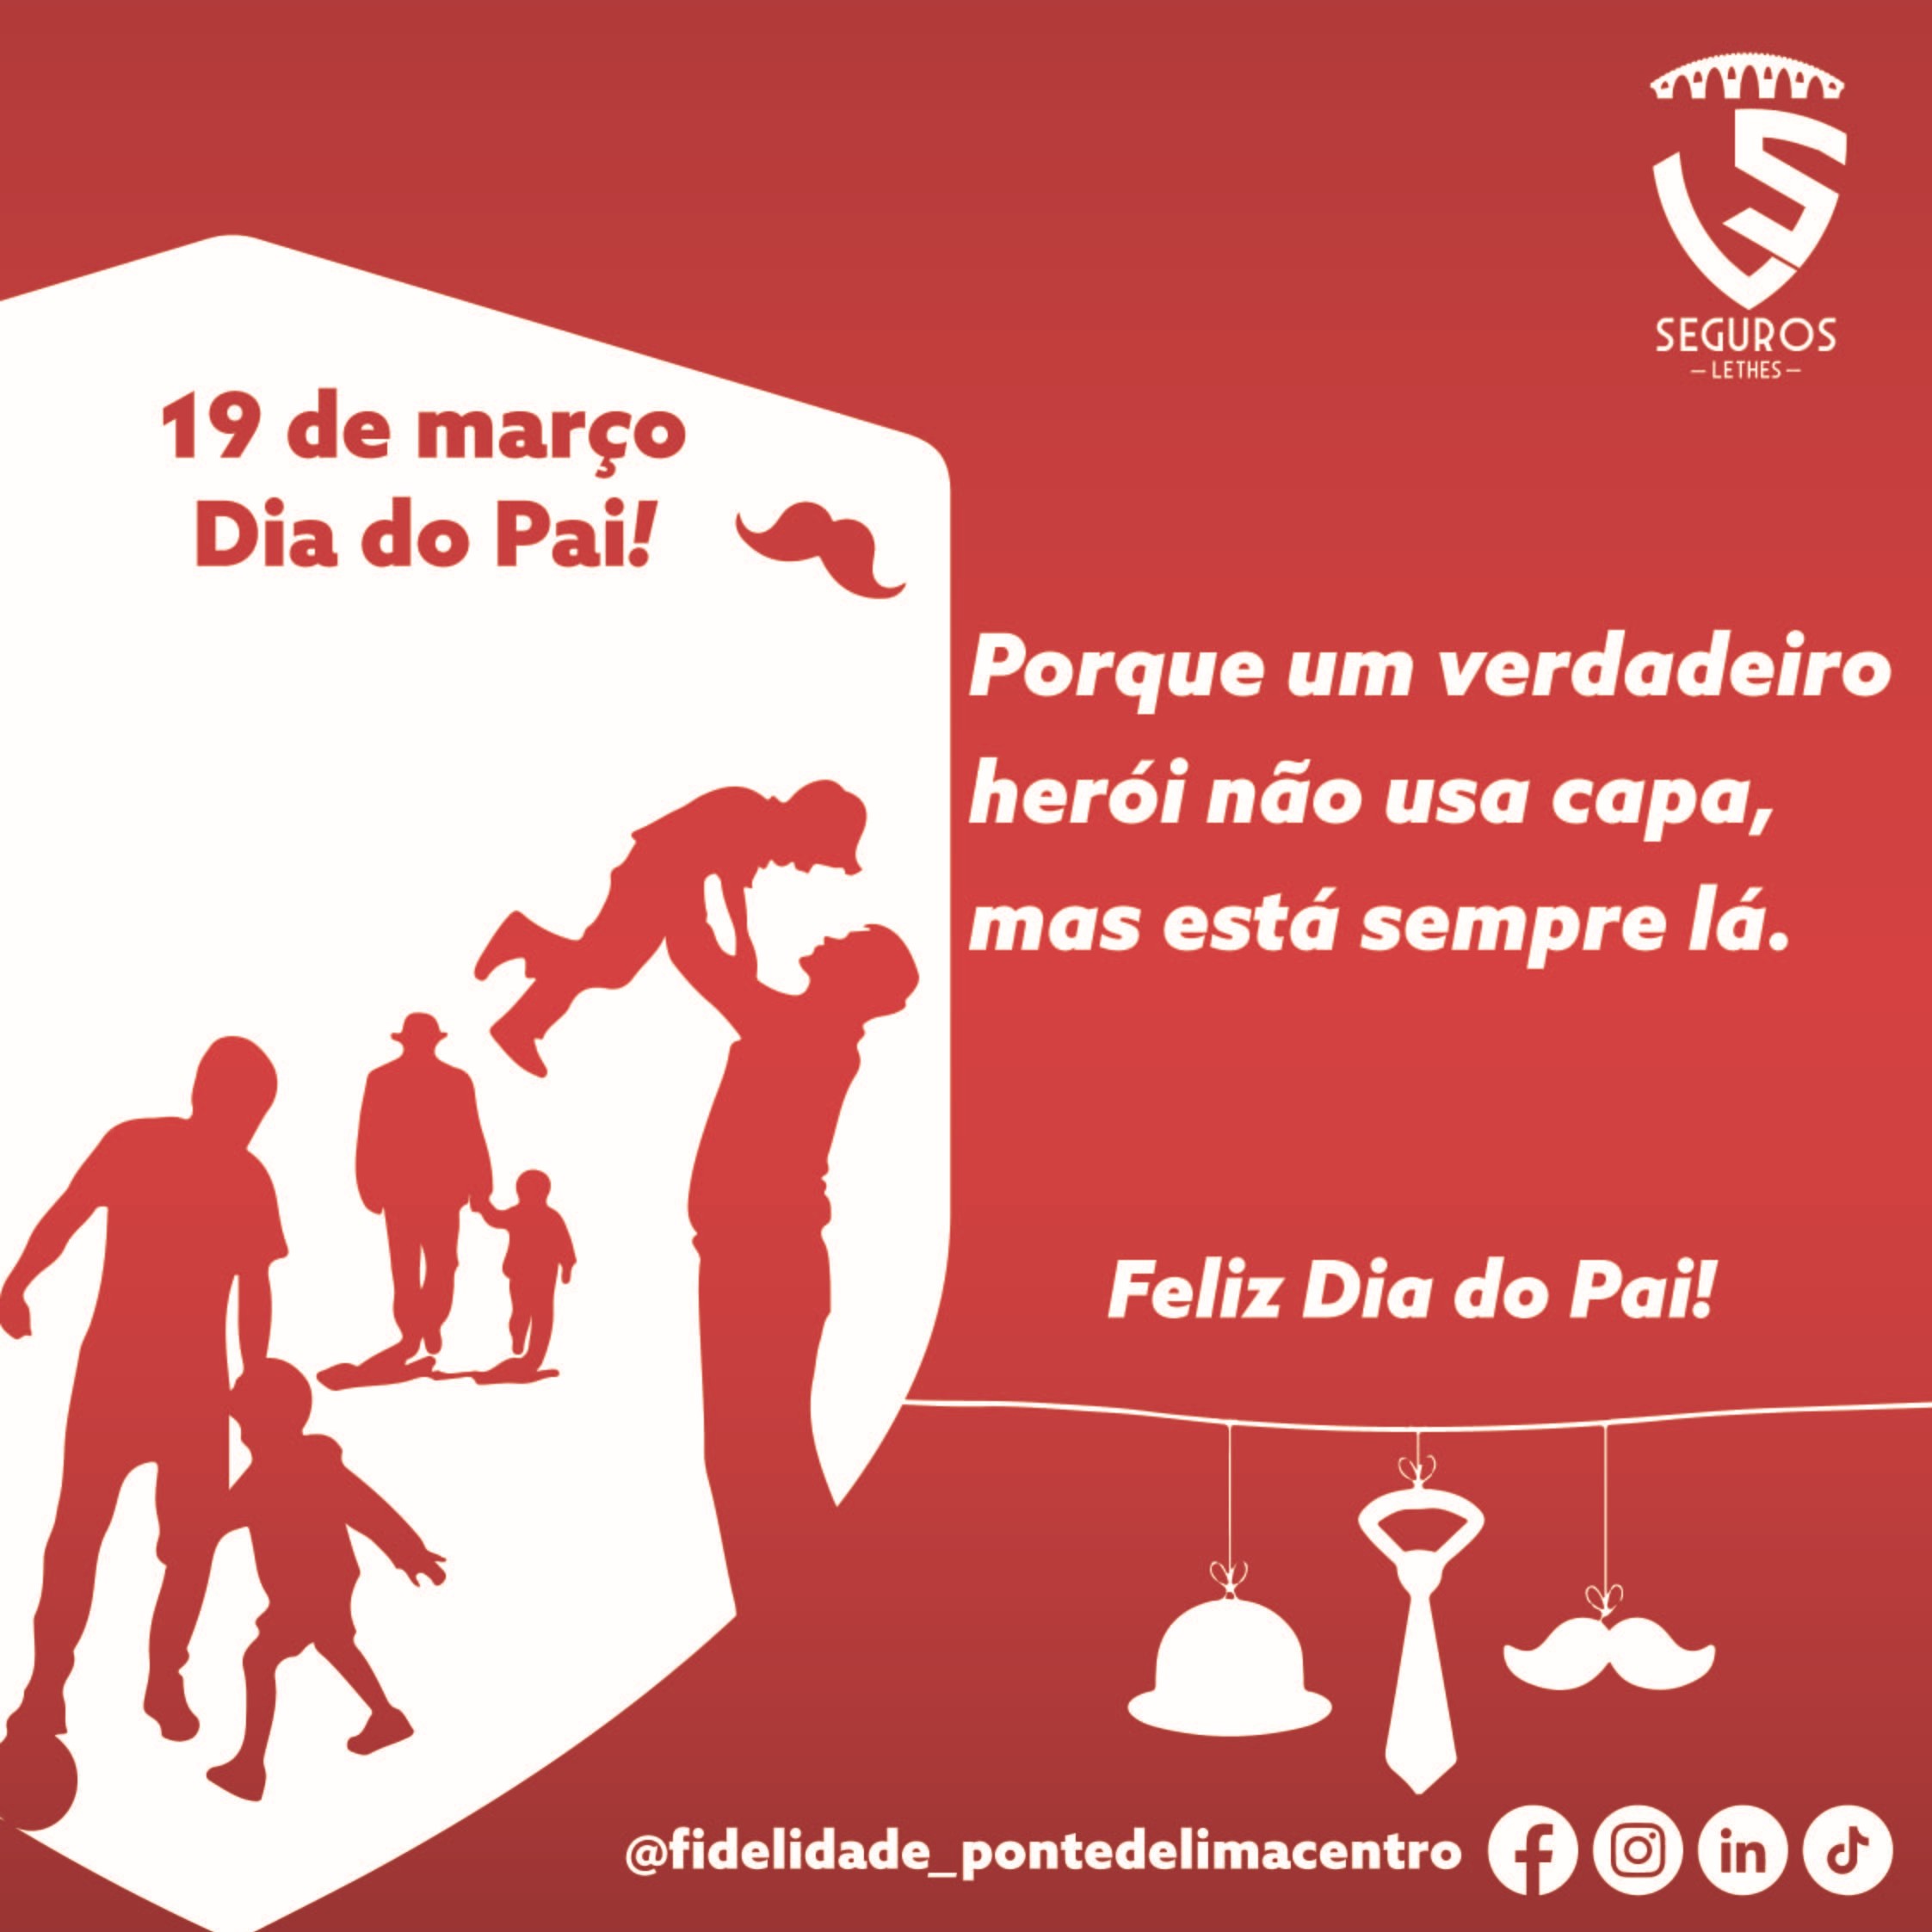 SEGUROS
LETHES
19 de março
Dia do Pai!
Porque um verdadeiro
herói não usa capa,
mas está sempre lá.
Feliz Dia do Pai!
@fidelidade_pontedelimacentro